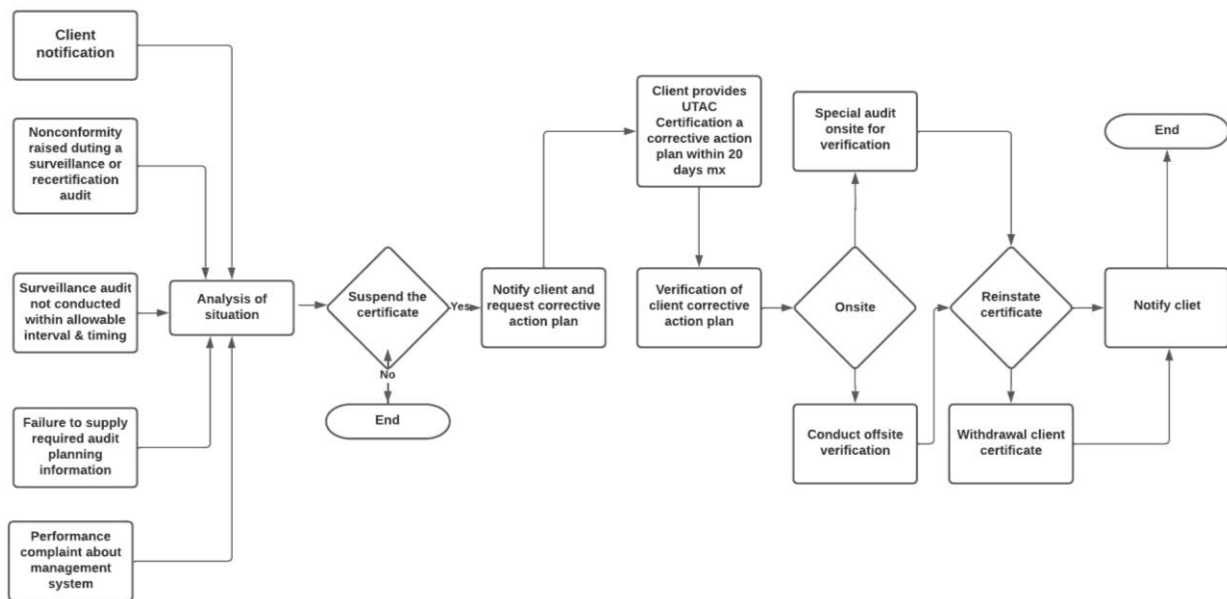 Client
notification
Nonconformity
raised duting a
surveillance or
recertification
audit
Surveillance audit
not conducted
within allowable
interval & timing
Failure to supply
required audit
planning
information
Performance
complaint about
management
system
Analysis of
situation
Suspend the
certificate
Yes
No
End
Notify client and
request corrective
action plan
Client provides
UTAC
Certification a
corrective action
plan within 20
days mx
Verification of
client corrective
action plan
Onsite
Special audit
onsite for
verification
Conduct offsite
verification
Reinstate
certificate
Withdrawal client
certificate
Notify cliet
End